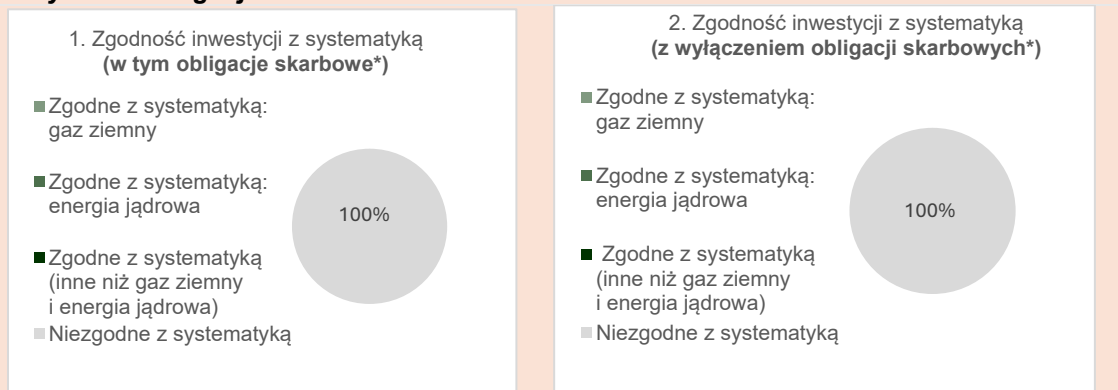 1. Zgodność inwestycji z systematyką
(w tym obligacje skarbowe*)
Zgodne z systematyką:
gaz ziemny
Zgodne z systematyką:
energia jądrowa
Zgodne z systematyką
(inne niż gaz ziemny
i energia jądrowa)
Niezgodne z systematyką
100%
2. Zgodność inwestycji z systematyką
(z wyłączeniem obligacji skarbowych*)
Zgodne z systematyką:
gaz ziemny
Zgodne z systematyką:
energia jądrowa
Zgodne z systematyką
(inne niż gaz ziemny
i energia jądrowa)
Niezgodne z systematyką
100%